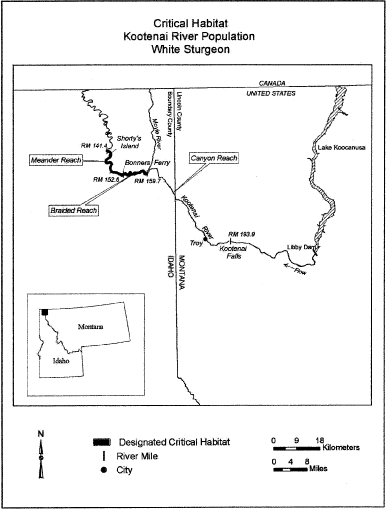 Critical Habitat
Kootenai River Population
White Sturgeon
CANADA
UNITED STATES
Lincoln County
Boundary County
Moyie River
Shorty's
Island
RM 141.4
Meander Reach
Bonners Ferry
Canyon Reach
RM 152.6
RM 159.7
Braided Reach
Lake Koocanusa
Kootenai
River
RM 193.9
Troy
Kootenai
Falls
Libby Dam
Flow
IDAHO
MONTANA
Montana
Idaho
N
S
Designated Critical Habitat
River Mile
City
0 9 18
Kilometers
0 4 8
Miles